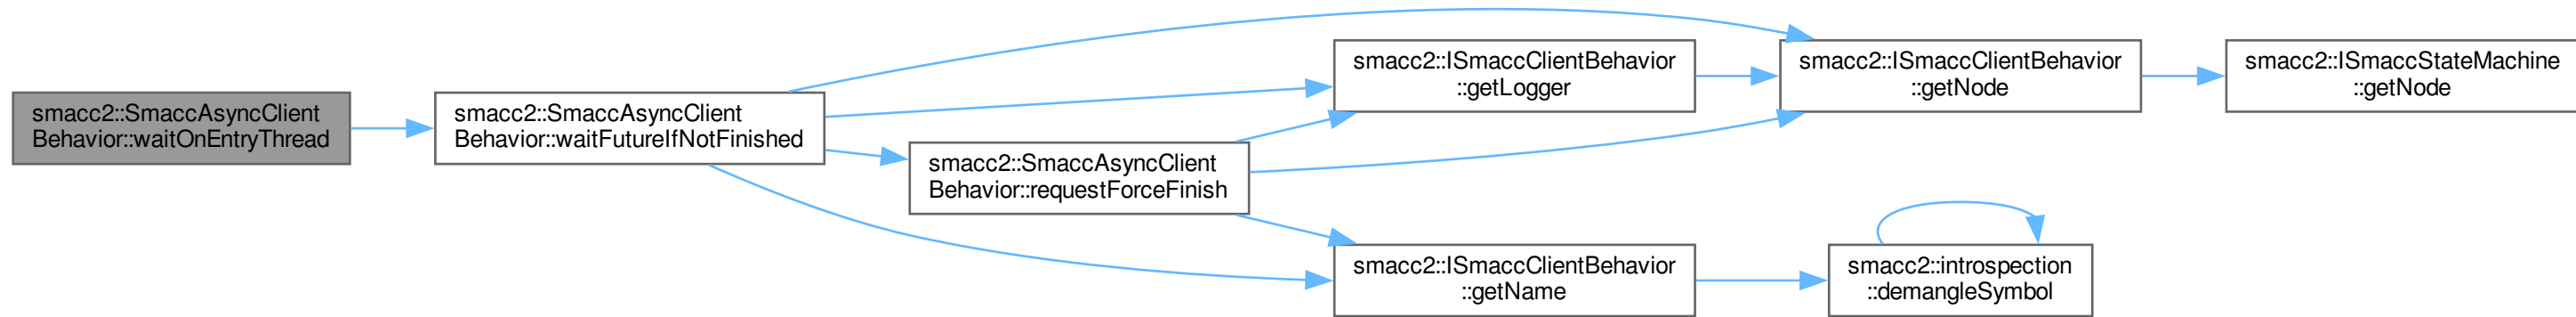 smacc2::SmaccAsyncClient
Behavior::waitOnEntryThread
smacc2::SmaccAsyncClient
Behavior::waitFutureIfNotFinished
smacc2::SmaccAsyncClient
Behavior::requestForceFinish
smacc2::ISmaccClientBehavior
::getLogger
smacc2::ISmaccClientBehavior
::getName
smacc2::ISmaccClientBehavior
::getNode
smacc2::introspection
::demangleSymbol
smacc2::ISmaccStateMachine
::getNode